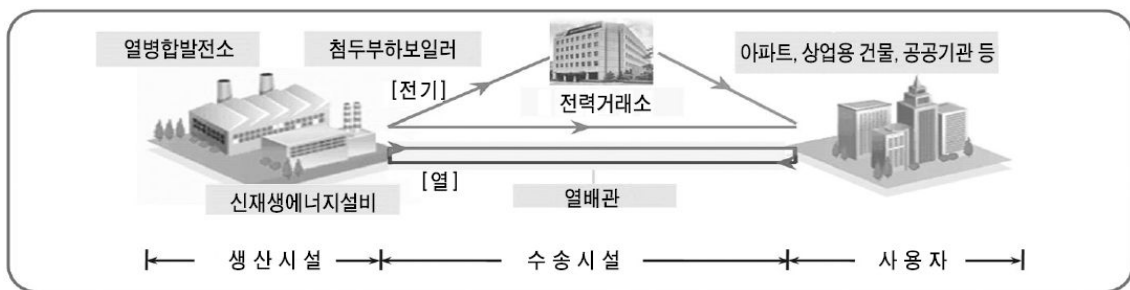 열병합발전소
첨두부하보일러
아파트, 상업용 건물, 공공기관 등
[전기]
전력거래소
[열]
신재생에너지설비
열배관
생 산 시 설
수 송 시 설
사 용 자